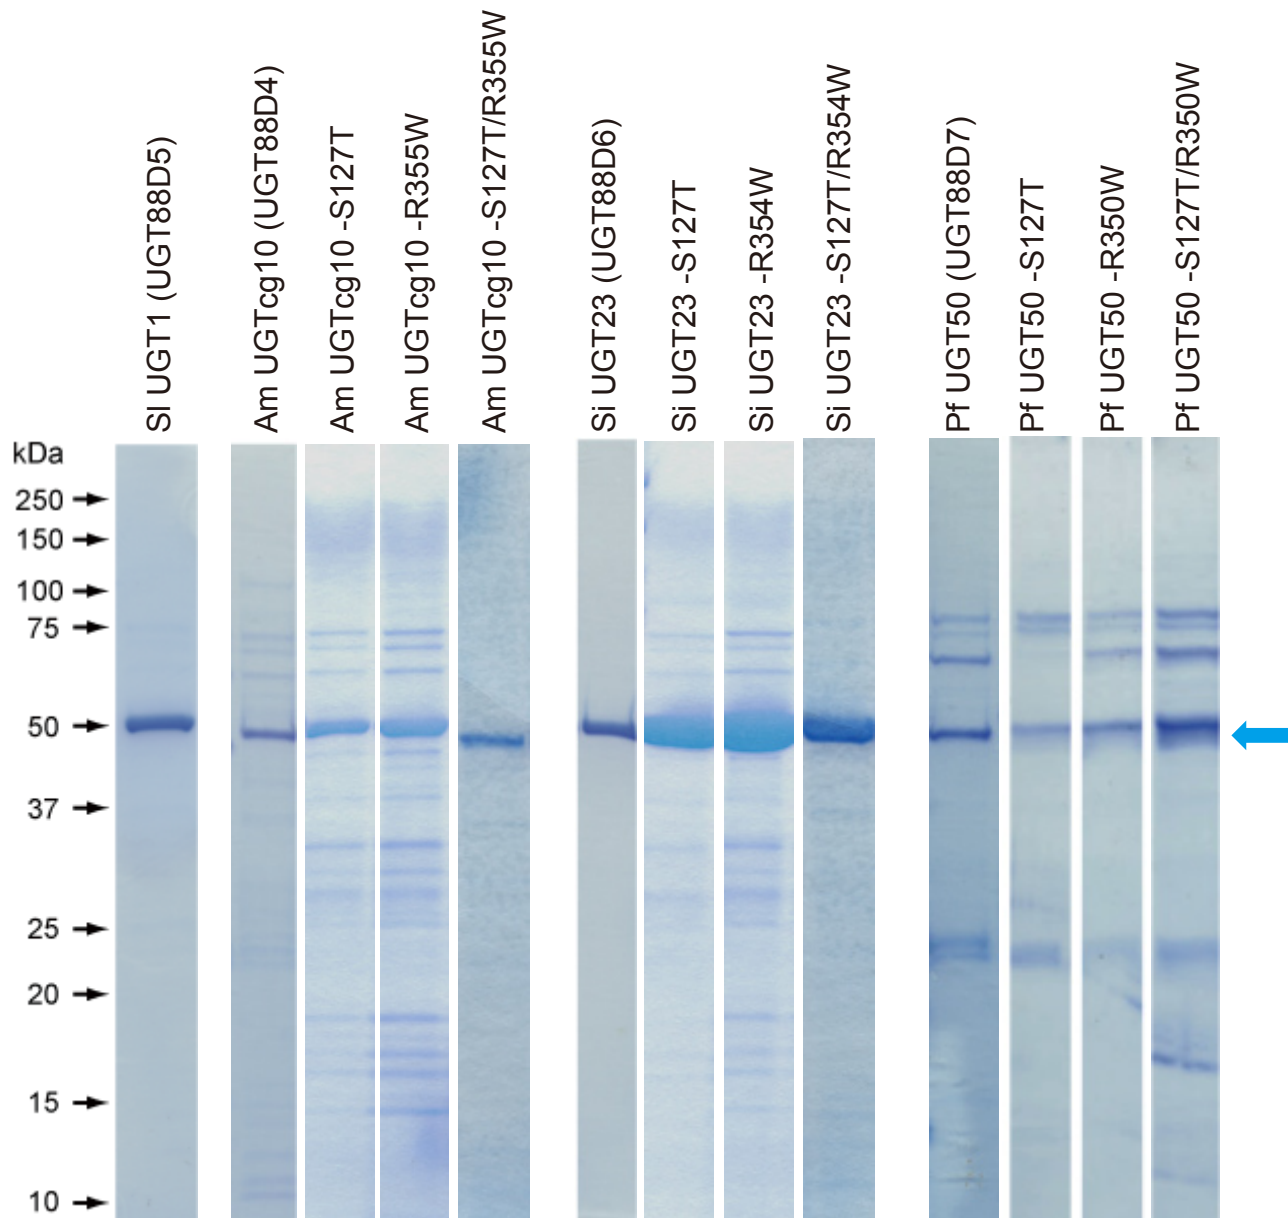 Sl UGT1 (UGT88D5)
Am UGTcg10 (UGT88D4)
Am UGTcg10 -S127T
Am UGTcg10 -R355W
Am UGTcg10 -S127T/R355W
Si UGT23 (UGT88D6)
Si UGT23 -S127T
Si UGT23 -R354W
Si UGT23 -S127T/R354W
Pf UGT50 (UGT88D7)
Pf UGT50 -S127T
Pf UGT50 -R350W
Pf UGT50 -S127T/R350W
kDa
250
150
100
75
50
37
25
20
15
10